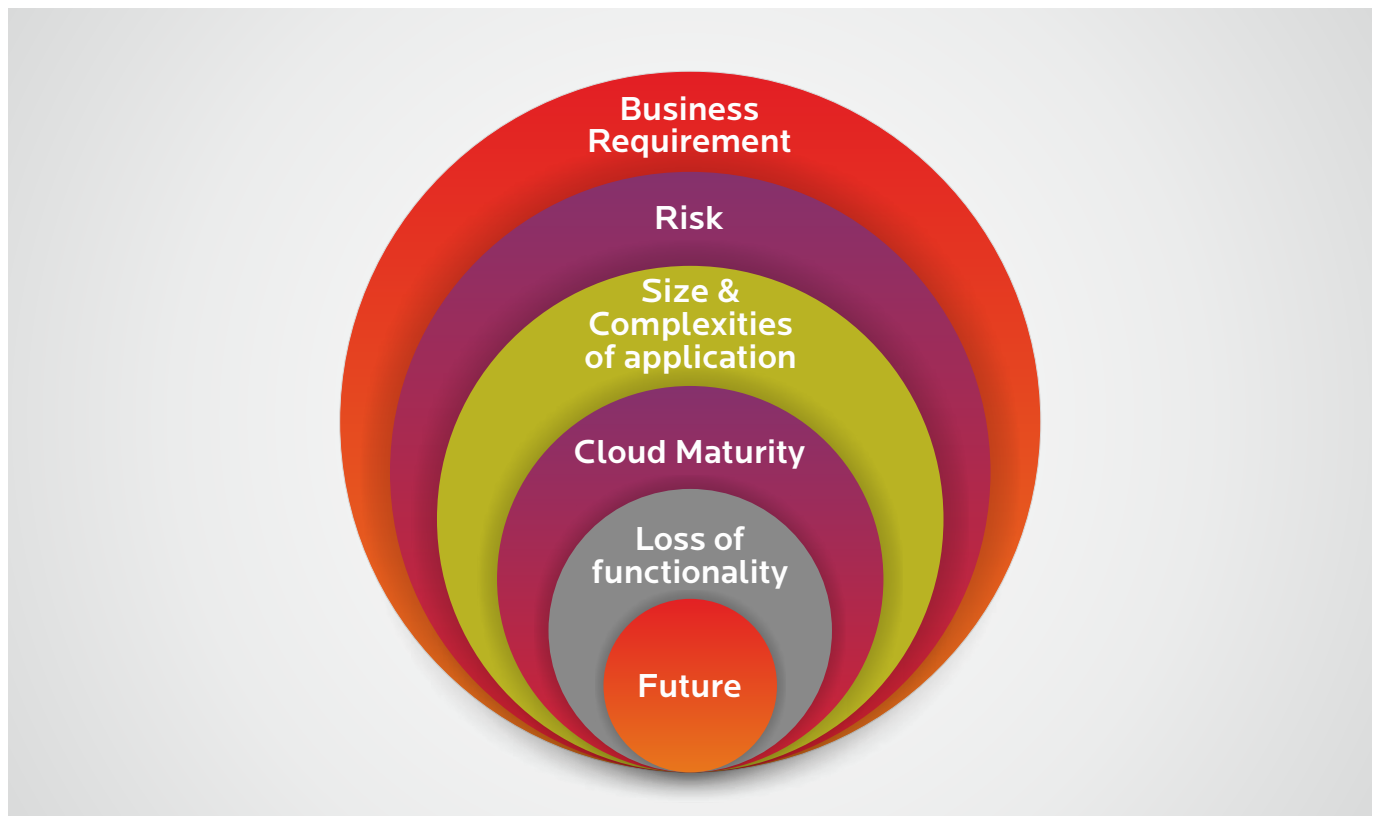 Business
Requirement
Risk
Size &
Complexities
of application
Cloud Maturity
Loss of
functionality
Future